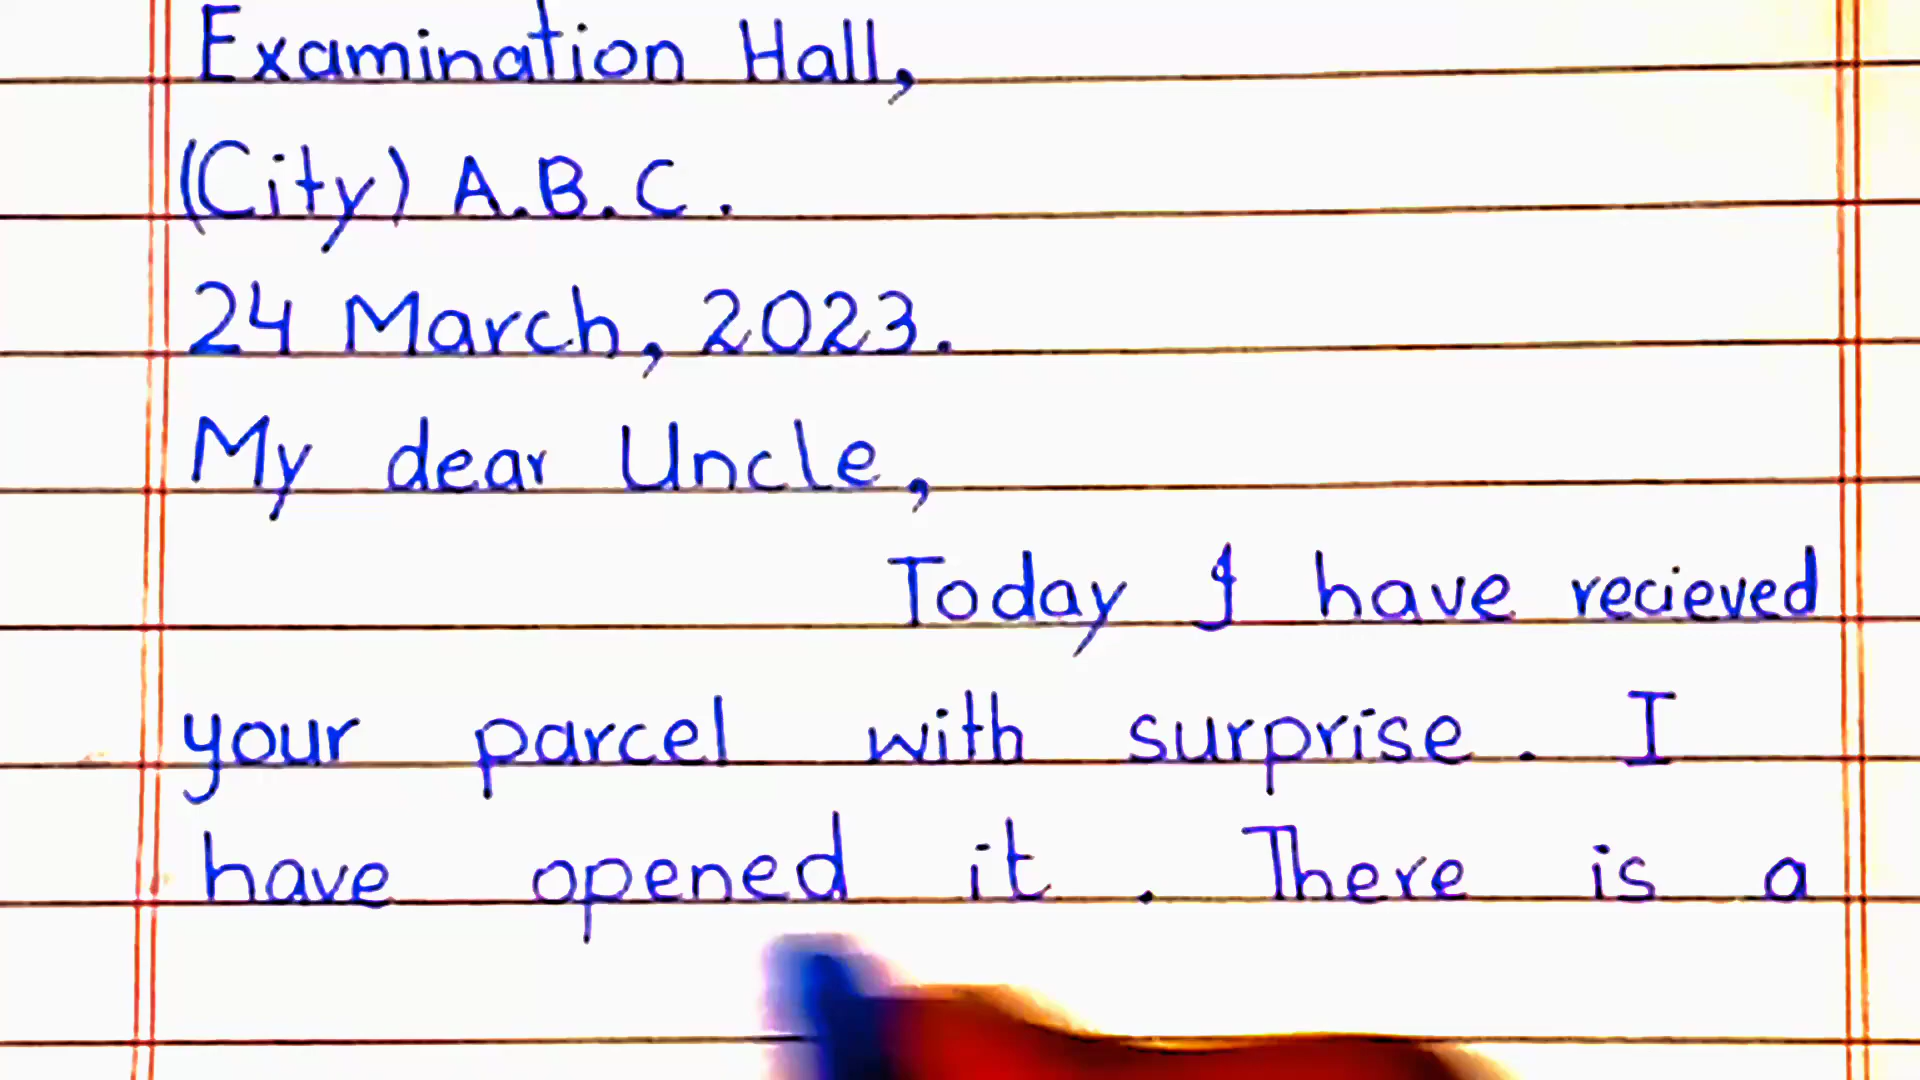 Examination Hall,
(City) A.B.C.
24 March, 2023.
My dear Uncle,
Today I have recieved
your parcel with surprise. I
have opened it. There is a